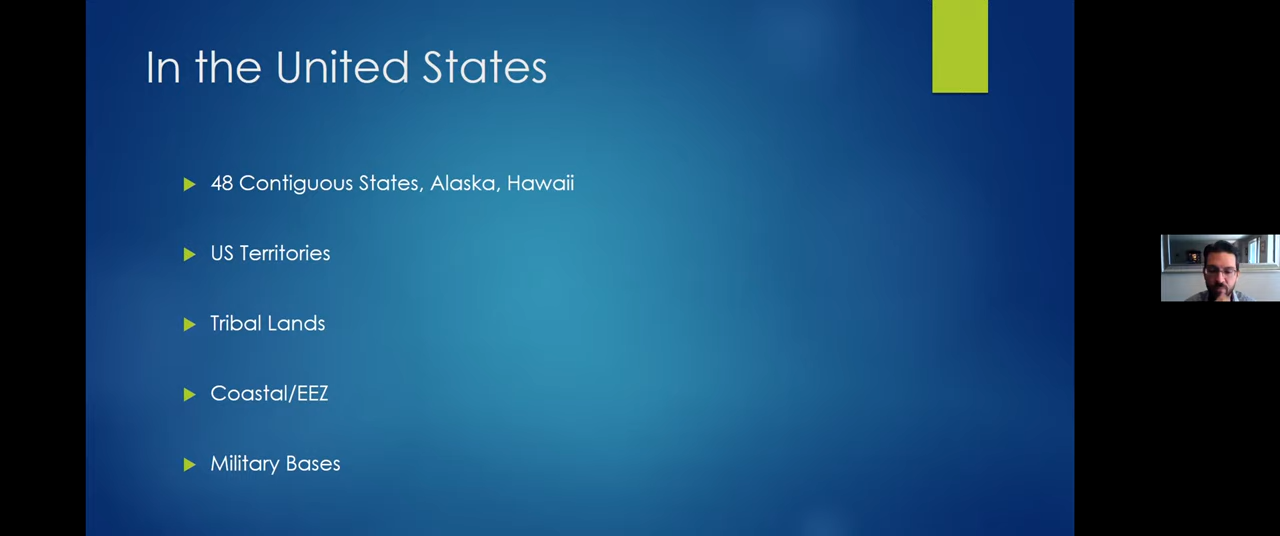 In the United States
48 Contiguous States, Alaska, Hawaii
US Territories
Tribal Lands
Coastal/EEZ
Military Bases